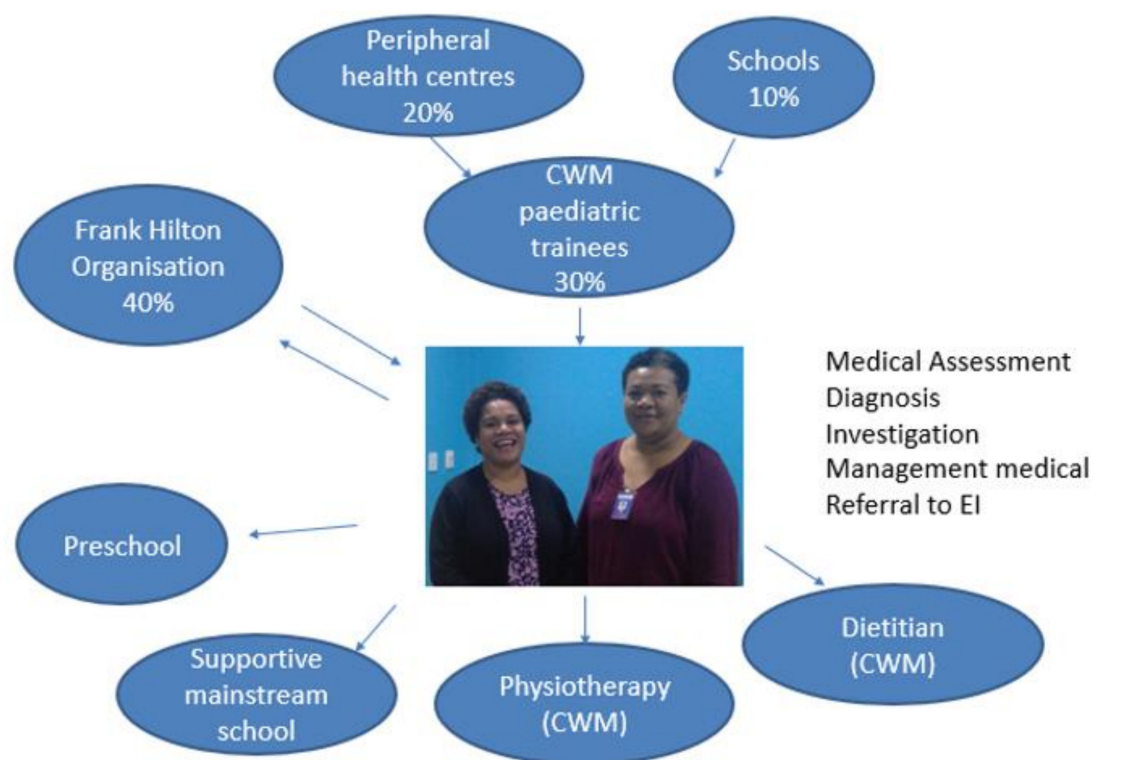 Peripheral
health centres
20%
Schools
10%
CWM
paediatric
trainees
30%
Frank Hilton
Organisation
40%
Medical Assessment
Diagnosis
Investigation
Management medical
Referral to EI
Preschool
Supportive
mainstream
school
Physiotherapy
(CWM)
Dietitian
(CWM)